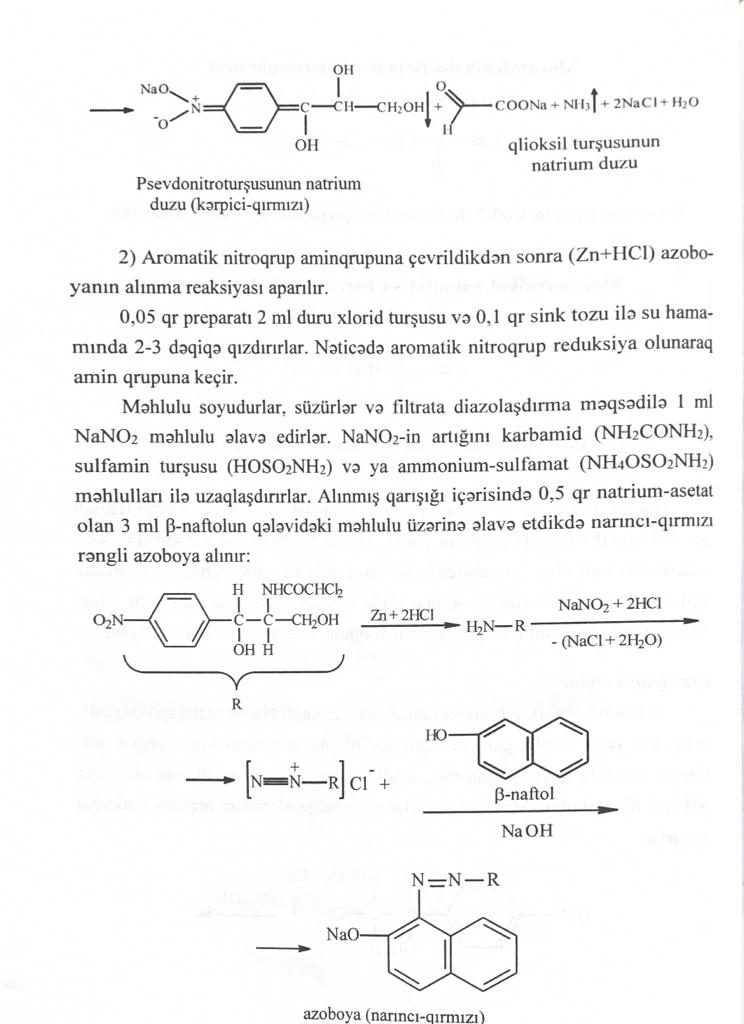 OH
NaO
O
N=
+
-O
C—CH—CH2OH↓ + COONa + NH3↑ + 2NaCl + H2O
H
OH
qlioksil turşusunun
natrium duzu
Psevdonitroturşusunun natrium
duzu (kərpici-qırmızı)
2) Aromatik nitroqrup aminqrupuna çevrildikdən sonra (Zn+HCl) azobo-
yanın alınma reaksiyası aparılır.
0,05 qr preparatı 2 ml duru xlorid turşusu və 0,1 qr sink tozu ilə su hama-
mında 2-3 dəqiqə qızdırırlar. Nəticədə aromatik nitroqrup reduksiya olunaraq
amin qrupuna keçir.
Məhlulu soyudurlar, süzürlər və filtrata diazolaşdırma məqsədilə 1 ml
NaNO2 məhlulu əlavə edirlər. NaNO2-in artığını karbamid (NH2CONH2),
sulfamin turşusu (HOSO2NH2) və ya ammonium-sulfamat (NH4OSO2NH2)
məhlulları ilə uzaqlaşdırırlar. Alınmış qarışığı içərisində 0,5 qr natrium-asetat
olan 3 ml β-naftolun qələvidəki məhlulu üzərinə əlavə etdikdə narıncı-qırmızı
rəngli azoboya alınır:
H NHCOCHCl2
O2N— —C—C—CH2OH Zn + 2HCl H2N—R NaNO2 + 2HCl
- (NaCl + 2H2O)
OH H
R
HO
[N≡N—R] Cl- +
+
β-naftol
NaOH
N=N—R
NaO
azoboya (narıncı-qırmızı)